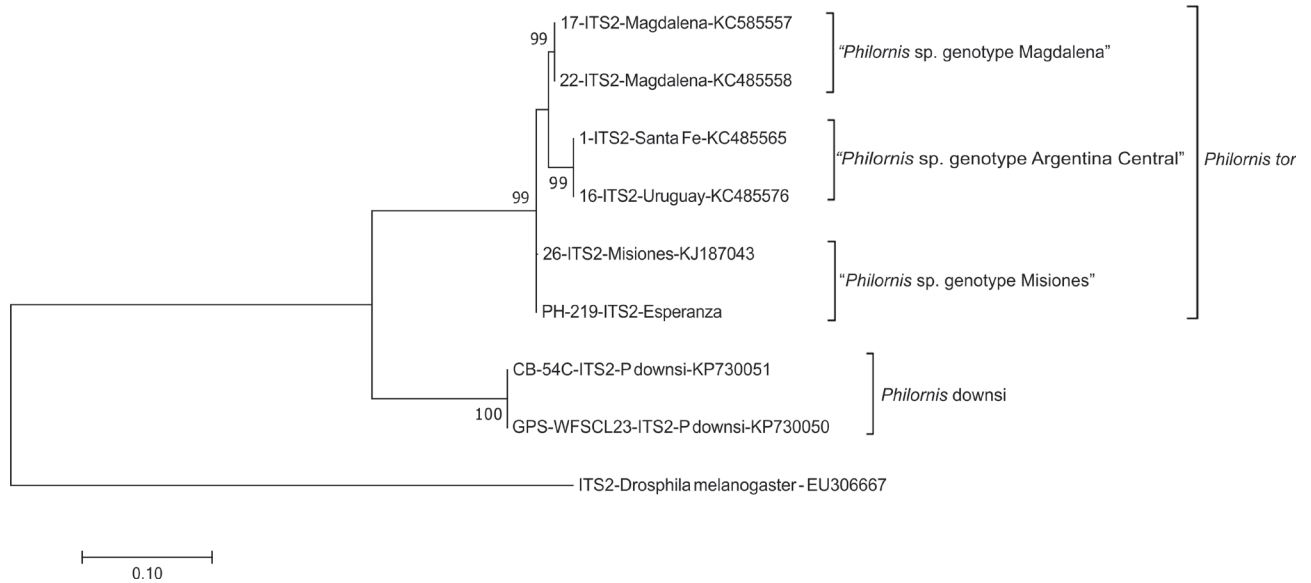 99
17-ITS2-Magdalena-KC585557
22-ITS2-Magdalena-KC485558
“Philornis sp. genotype Magdalena”
1-ITS2-Santa Fe-KC485565
99
16-ITS2-Uruguay-KC485576
“Philornis sp. genotype Argentina Central”
Philornis tor
99
26-ITS2-Misiones-KJ187043
PH-219-ITS2-Esperanza
“Philornis sp. genotype Misiones”
CB-54C-ITS2-P downsi-KP730051
100
GPS-WFSCL23-ITS2-P downsi-KP730050
Philornis downsi
ITS2-Drosphila melanogaster-EU306667
0.10